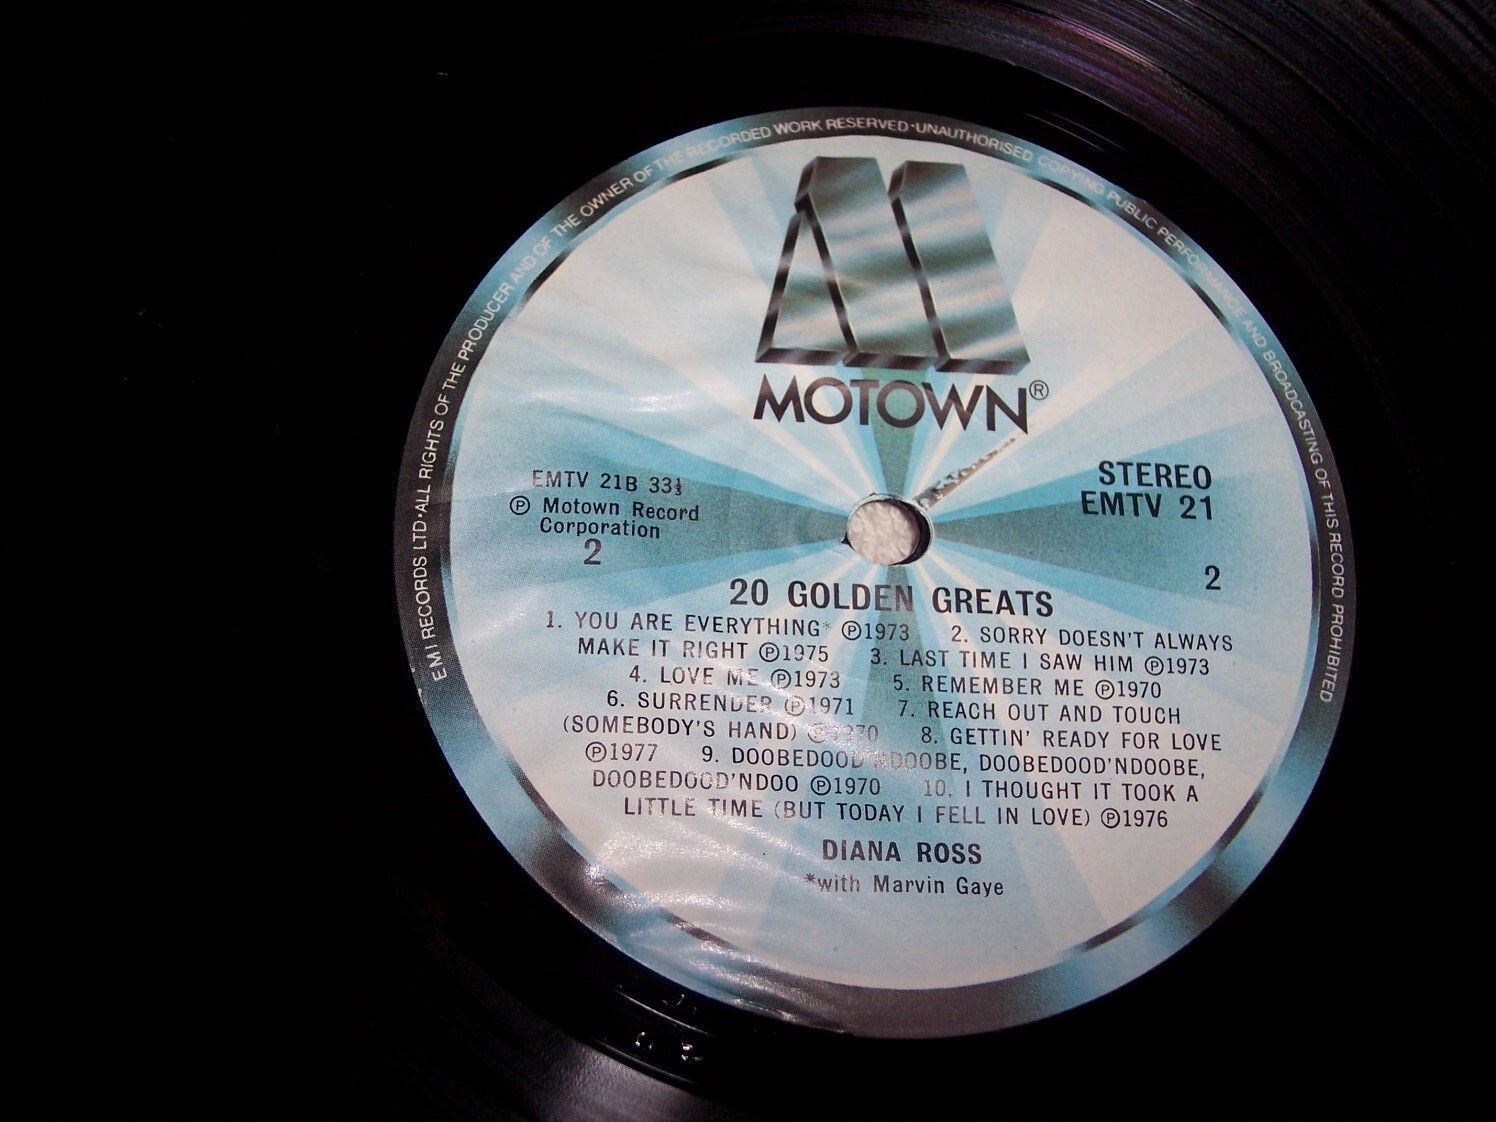 EMI RECORDS LTD·ALL RIGHTS OF THE PRODUCER AND OF THE OWNER OF THE RECORDED WORK RESERVED·UNAUTHORISED COPYING PUBLIC PERFORMANCE AND BROADCASTING OF THIS RECORD PROHIBITED
MOTOWN®
EMTV 21B 33⅓
℗ Motown Record
Corporation
2
STEREO
EMTV 21
2
20 GOLDEN GREATS
1. YOU ARE EVERYTHING* ℗1973 2. SORRY DOESN'T ALWAYS
MAKE IT RIGHT ℗1975 3. LAST TIME I SAW HIM ℗1973
4. LOVE ME ℗1973 5. REMEMBER ME ℗1970
6. SURRENDER ℗1971 7. REACH OUT AND TOUCH
(SOMEBODY'S HAND) ℗1970 8. GETTIN' READY FOR LOVE
℗1977 9. DOOBEDOOD'NDOOBE, DOOBEDOOD'NDOOBE,
DOOBEDOOD'NDOO ℗1970 10. I THOUGHT IT TOOK A
LITTLE TIME (BUT TODAY I FELL IN LOVE) ℗1976
DIANA ROSS
*with Marvin Gaye